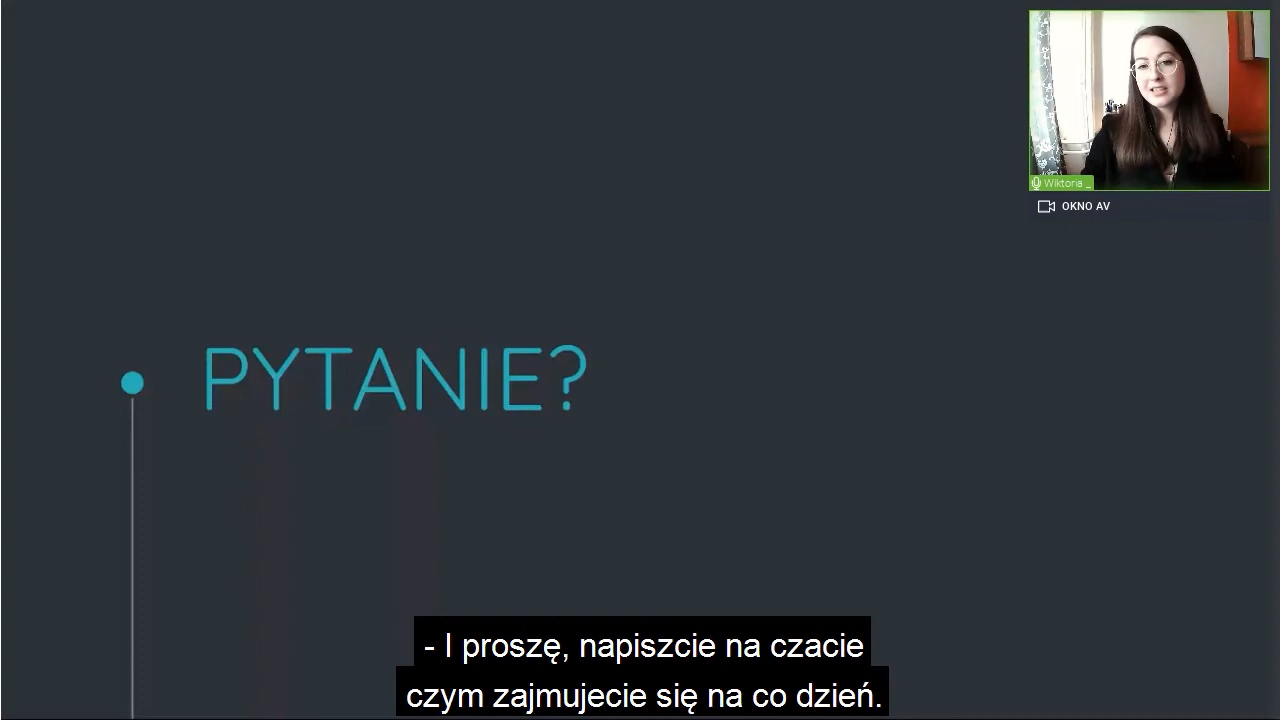 Wiktoria _
OKNO AV
PYTANIE?
- I proszę, napiszcie na czacie
czym zajmujecie się na co dzień.